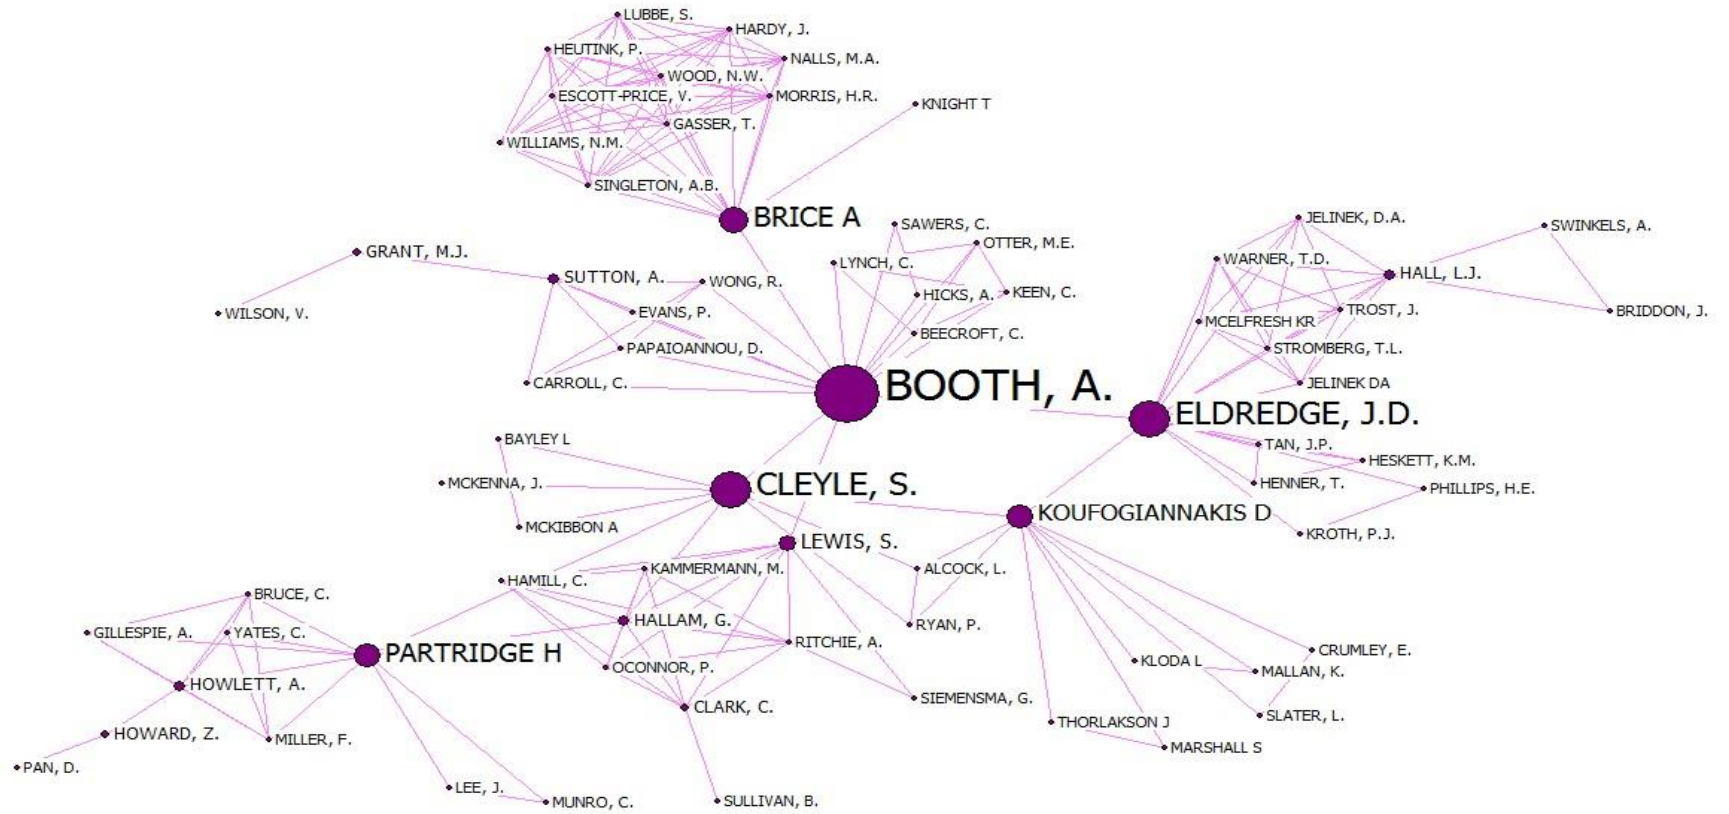 LUBBE, S.
HARDY, J.
HEUTINK, P.
NALLS, M.A.
WOOD, N.W.
ESCOTT-PRICE, V.
MORRIS, H.R.
KNIGHT T
GASSER, T.
WILLIAMS, N.M.
SINGLETON, A.B.
BRICE A
SAWERS, C.
JELINEK, D.A.
SWINKELS, A.
OTTER, M.E.
GRANT, M.J.
LYNCH, C.
WARNER, T.D.
HALL, L.J.
SUTTON, A.
WONG, R.
HICKS, A.
KEEN, C.
WILSON, V.
EVANS, P.
TROST, J.
BRIDDON, J.
MCELFRESH KR
BEECROFT, C.
PAPAIOANNOU, D.
STROMBERG, T.L.
CARROLL, C.
BOOTH, A.
JELINEK DA
ELDREDGE, J.D.
BAYLEY L
TAN, J.P.
HESKETT, K.M.
MCKENNA, J.
CLEYLE, S.
HENNER, T.
PHILLIPS, H.E.
MCKIBBON A
KOUFOGIANNAKIS D
KROTH, P.J.
LEWIS, S.
HAMILL, C.
KAMMERMANN, M.
ALCOCK, L.
BRUCE, C.
HALLAM, G.
RYAN, P.
GILLESPIE, A.
YATES, C.
PARTRIDGE H
RITCHIE, A.
CRUMLEY, E.
OCONNOR, P.
KLODA L
MALLAN, K.
HOWLETT, A.
SIEMENSMA, G.
CLARK, C.
SLATER, L.
THORLAKSON J
HOWARD, Z.
MILLER, F.
MARSHALL S
PAN, D.
LEE, J.
MUNRO, C.
SULLIVAN, B.